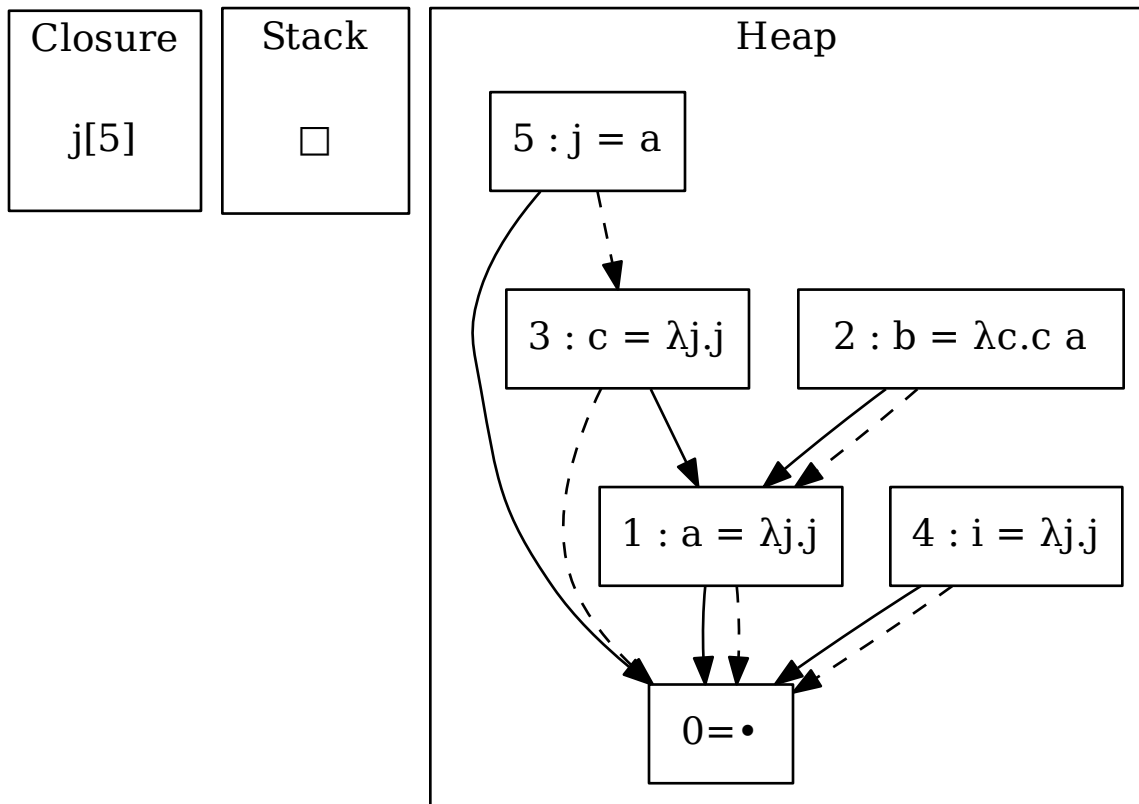 Closure
j[5]
Stack
□
Heap
5 : j = a
3 : c = λj.j
2 : b = λc.c a
1 : a = λj.j
4 : i = λj.j
0=•